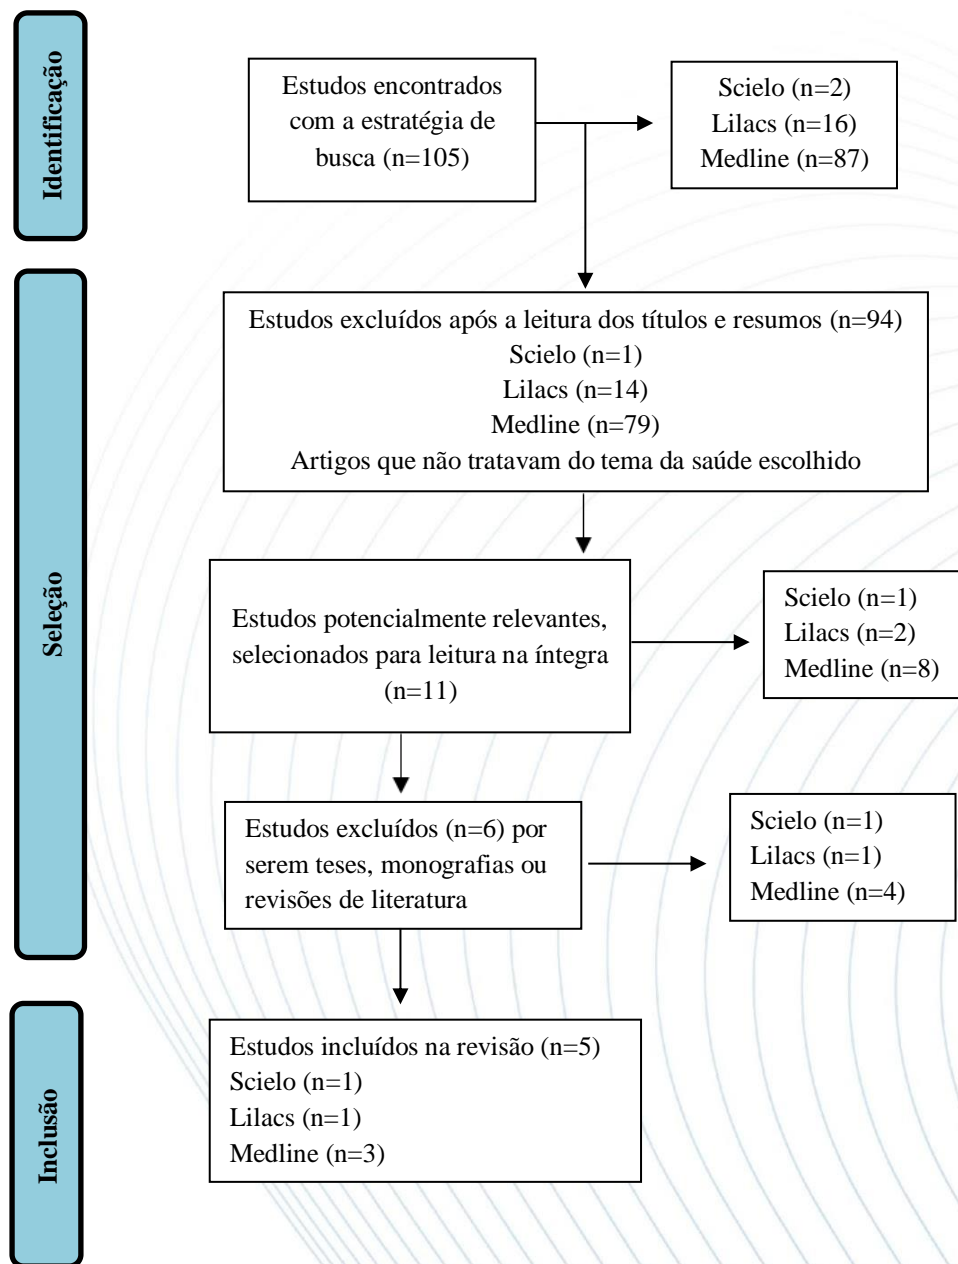 Identificação
Estudos encontrados
com a estratégia de
busca (n=105)
Scielo (n=2)
Lilacs (n=16)
Medline (n=87)
Seleção
Estudos excluídos após a leitura dos títulos e resumos (n=94)
Scielo (n=1)
Lilacs (n=14)
Medline (n=79)
Artigos que não tratavam do tema da saúde escolhido
Estudos potencialmente relevantes,
selecionados para leitura na íntegra
(n=11)
Scielo (n=1)
Lilacs (n=2)
Medline (n=8)
Estudos excluídos (n=6) por
serem teses, monografias ou
revisões de literatura
Scielo (n=1)
Lilacs (n=1)
Medline (n=4)
Inclusão
Estudos incluídos na revisão (n=5)
Scielo (n=1)
Lilacs (n=1)
Medline (n=3)